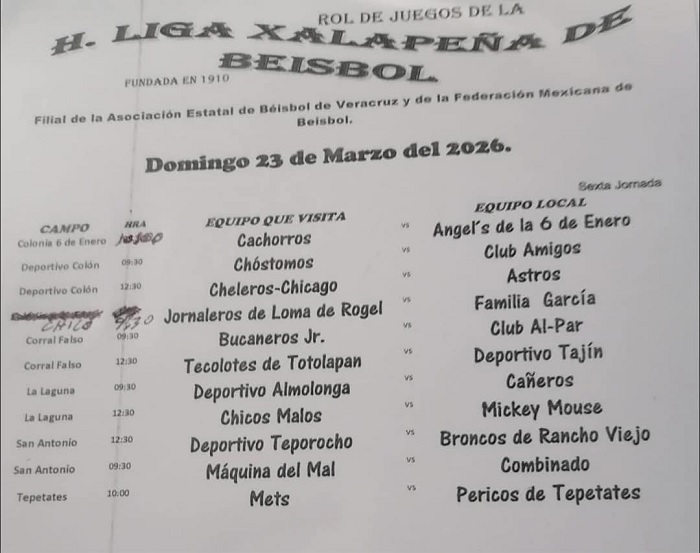 ROL DE JUEGOS DE LA
H. LIGA XALAPEÑA DE
BEISBOL
FUNDADA EN 1910
Filial de la Asociación Estatal de Béisbol de Veracruz y de la Federación Mexicana de
Beisbol.
Domingo 23 de Marzo del 2026.
Sexta Jornada
CAMPO HRA EQUIPO QUE VISITA EQUIPO LOCAL
Colonia 6 de Enero Cachorros vs Angel's de la 6 de Enero
Deportivo Colón 09:30 Chóstomos vs Club Amigos
Deportivo Colón 12:30 Cheleros-Chicago vs Astros
CHICO 9:30 Jornaleros de Loma de Rogel vs Familia García
Corral Falso 09:30 Bucaneros Jr. vs Club Al-Par
Corral Falso 12:30 Tecolotes de Totolapan vs Deportivo Tajín
La Laguna 09:30 Deportivo Almolonga vs Cañeros
La Laguna 12:30 Chicos Malos vs Mickey Mouse
San Antonio 12:30 Deportivo Teporocho vs Broncos de Rancho Viejo
San Antonio 09:30 Máquina del Mal vs Combinado
Tepetates 10:00 Mets vs Pericos de Tepetates